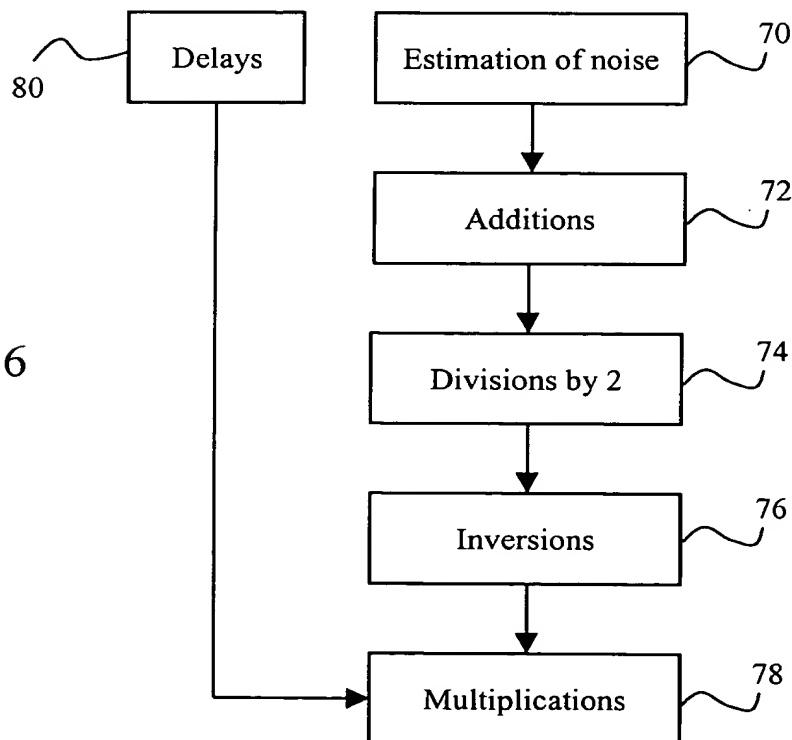 Delays
80
Estimation of noise
70
Additions
72
6
Divisions by 2
74
Inversions
76
Multiplications
78